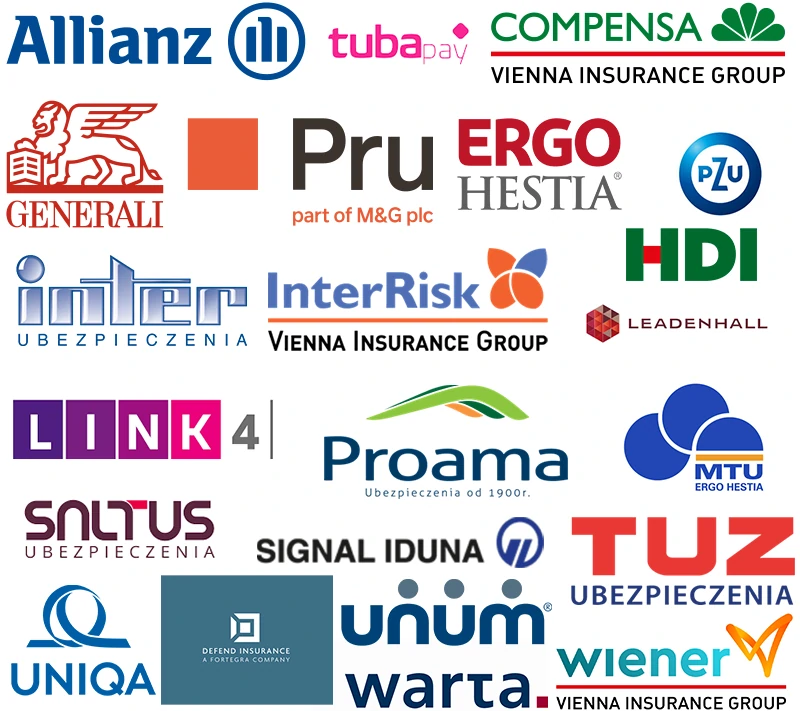 Allianz
tubapay
COMPENSA
VIENNA INSURANCE GROUP
GENERALI
Pru
part of M&G plc
ERGO
HESTIA®
PZU
HDI
inter
UBEZPIECZENIA
InterRisk
VIENNA INSURANCE GROUP
LEADENHALL
LINK4
Proama
Ubezpieczenia od 1900r.
MTU
ERGO HESTIA
SALTUS
UBEZPIECZENIA
SIGNAL IDUNA
TUZ
UBEZPIECZENIA
UNIQA
DEFEND INSURANCE
A FORTEGRA COMPANY
unum®
warta.
wiener
VIENNA INSURANCE GROUP